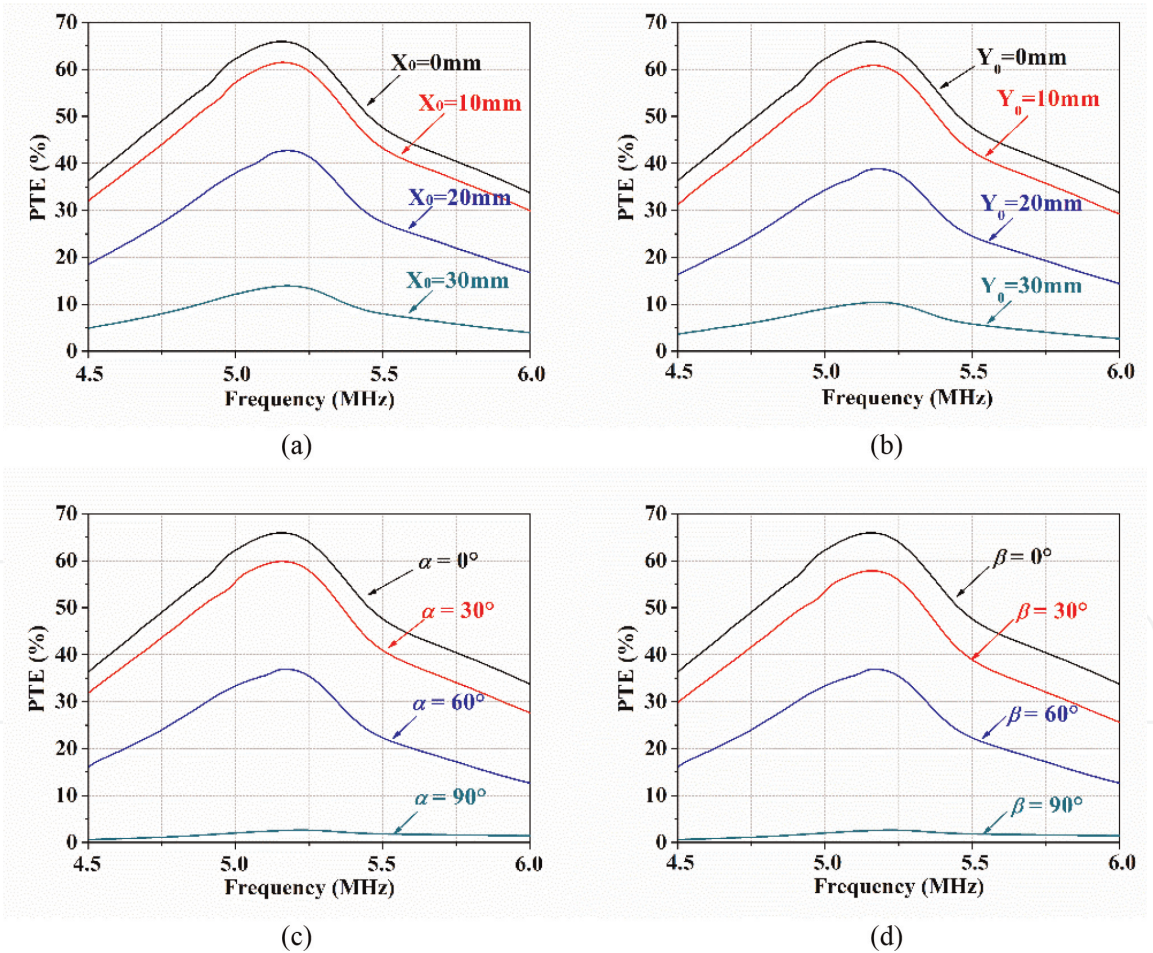 70
60
50
40
30
20
10
0
PTE (%)
X₀=0mm
X₀=10mm
X₀=20mm
X₀=30mm
4.5 5.0 5.5 6.0
Frequency (MHz)
(a)
70
60
50
40
30
20
10
0
PTE (%)
Y₀=0mm
Y₀=10mm
Y₀=20mm
Y₀=30mm
4.5 5.0 5.5 6.0
Frequency (MHz)
(b)
70
60
50
40
30
20
10
0
PTE (%)
α = 0°
α = 30°
α = 60°
α = 90°
4.5 5.0 5.5 6.0
Frequency (MHz)
(c)
70
60
50
40
30
20
10
0
PTE (%)
β = 0°
β = 30°
β = 60°
β = 90°
4.5 5.0 5.5 6.0
Frequency (MHz)
(d)